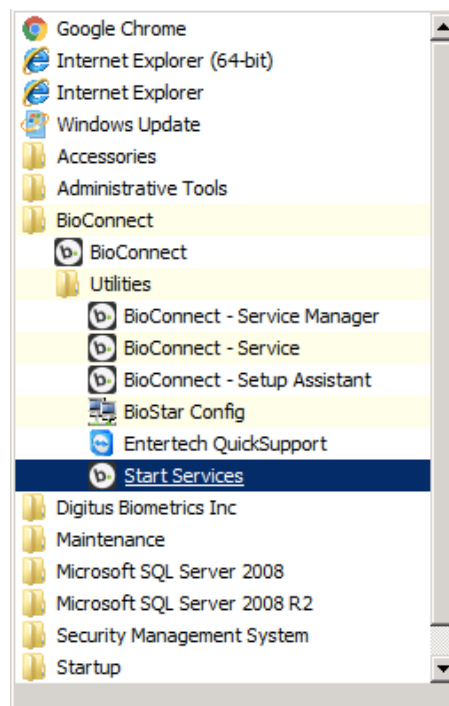 Google Chrome
Internet Explorer (64-bit)
Internet Explorer
Windows Update
Accessories
Administrative Tools
BioConnect
BioConnect
Utilities
BioConnect - Service Manager
BioConnect - Service
BioConnect - Setup Assistant
BioStar Config
Entertech QuickSupport
Start Services
Digitus Biometrics Inc
Maintenance
Microsoft SQL Server 2008
Microsoft SQL Server 2008 R2
Security Management System
Startup